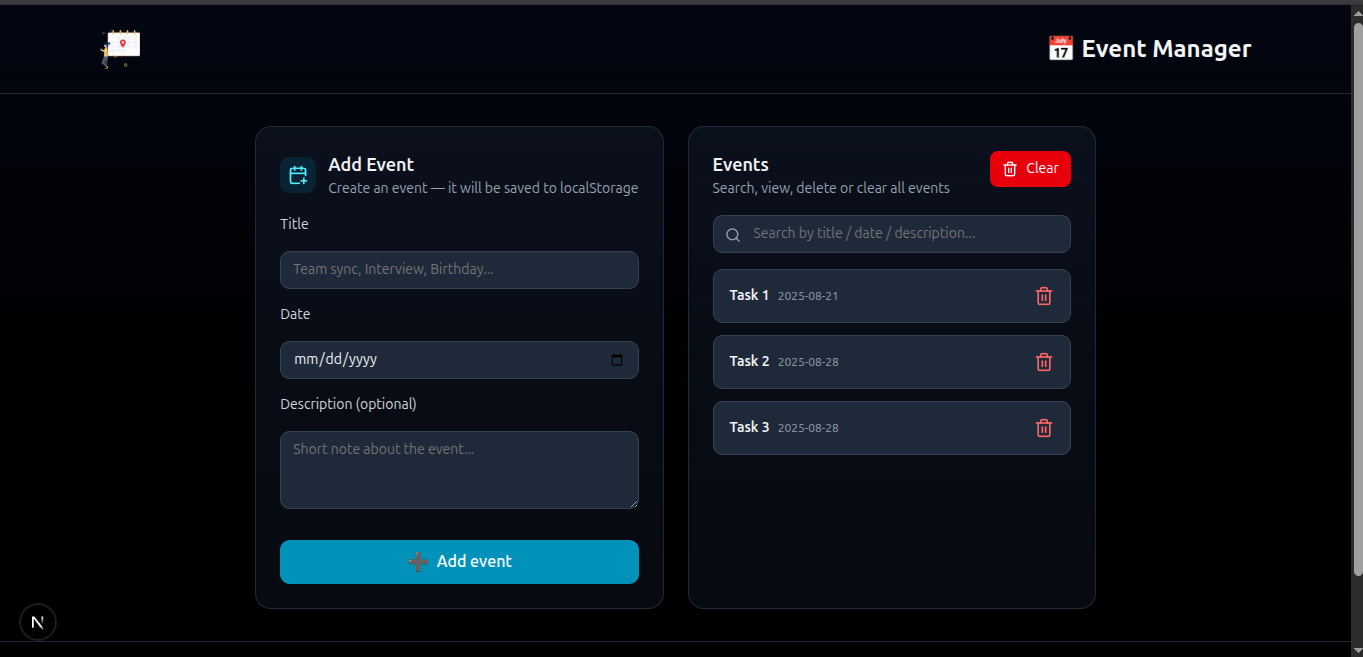 July
17
Event Manager
Add Event
Create an event — it will be saved to localStorage
Title
Team sync, Interview, Birthday...
Date
mm/dd/yyyy
Description (optional)
Short note about the event...
➕ Add event
Events
Search, view, delete or clear all events
Clear
Search by title / date / description...
Task 1 2025-08-21
Task 2 2025-08-28
Task 3 2025-08-28
N